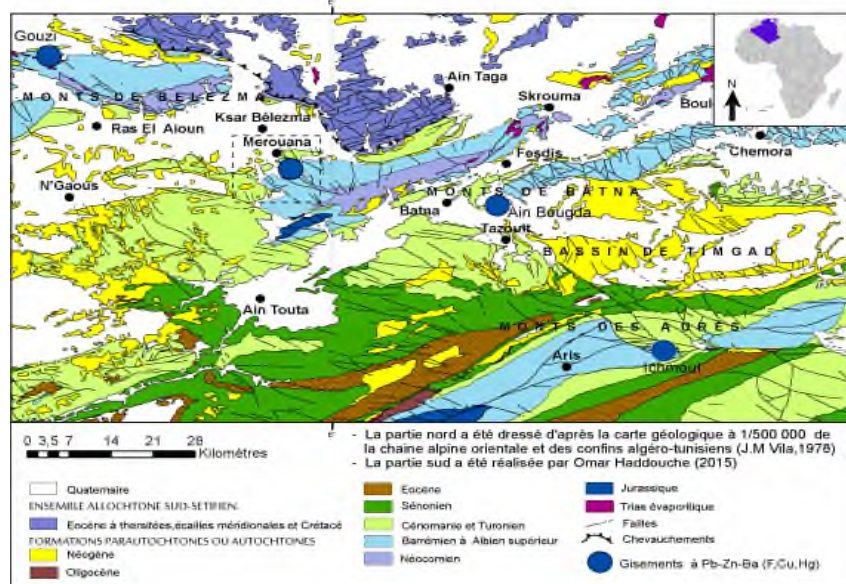 Gouzi
Ain Taga
MONTS DE BELEZMA
Skrouma
N
Ksar Bélezma
Ras El Aioun
Merouana
Fesdis
Chemora
N'Gaous
MONTS DE BATNA
Batna
Ain Bougda
Tazoult
BASSIN DE TIMGAD
Ain Touta
MONTS DES AURÈS
Aris
Ichmoul
0 3,5 7 14 21 28
Kilomètres
- La partie nord a été dressé d'après la carte géologique à 1/500 000 de
la chaine alpine orientale et des confins algéro-tunisiens (J.M Vila,1978)
- La partie sud a été réalisée par Omar Haddouche (2015)
Quaternaire
ENSEMBLE ALLOCHTONE SUD-SETIFIEN
Eocène à thersitées,écailles méridionales et Crétacé
FORMATIONS PARAUTOCHTONES OU AUTOCHTONES
Néogène
Oligocène
Eocène
Sénonien
Cénomanie et Turonien
Barrémien à Albien supérieur
Néocomien
Jurassique
Trias évaporitique
Failles
Chevauchements
Gisements à Pb-Zn-Ba (F,Cu,Hg)